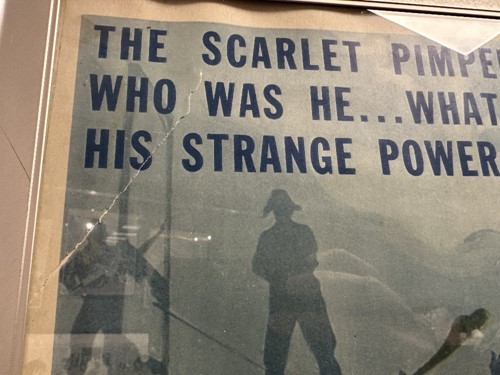 THE SCARLET PIMPE
WHO WAS HE...WHAT
HIS STRANGE POWER